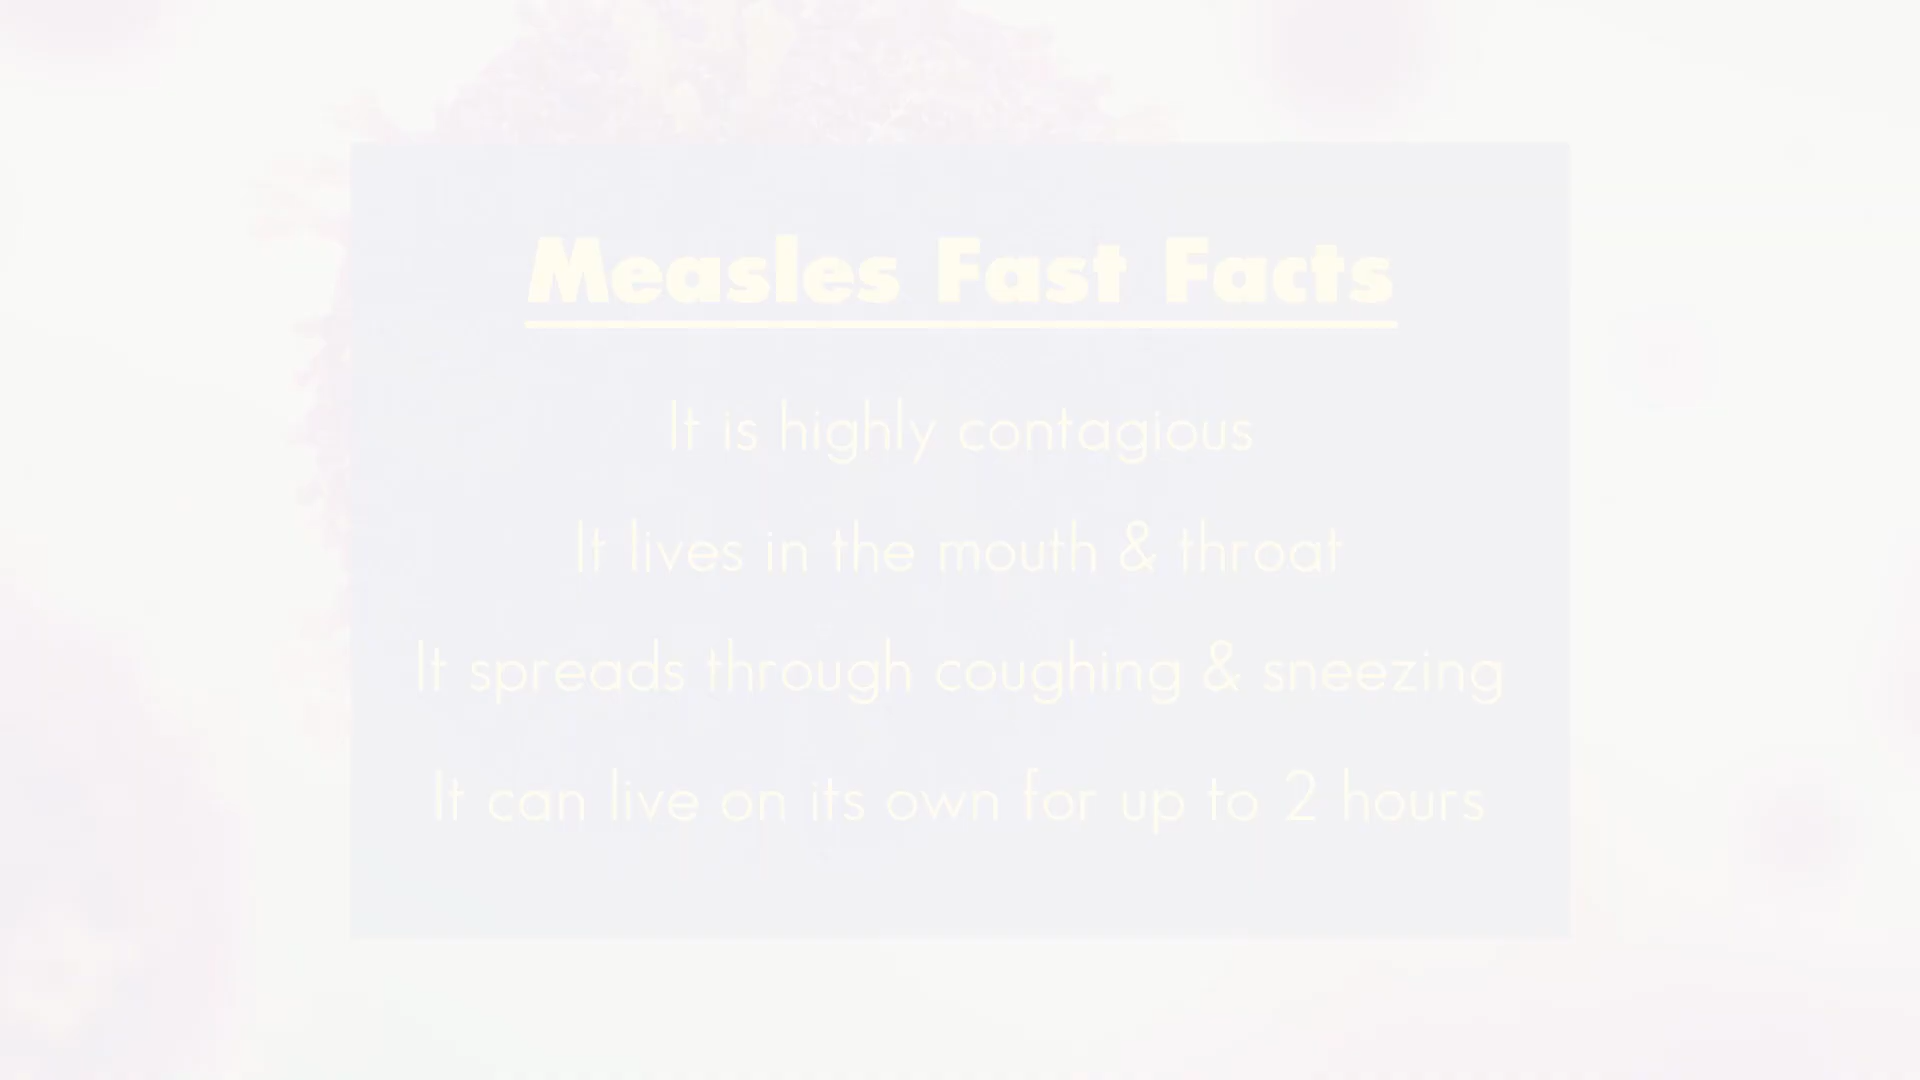 Measles Fast Facts
It is highly contagious
It lives in the mouth & throat
It spreads through coughing & sneezing
It can live on its own for up to 2 hours